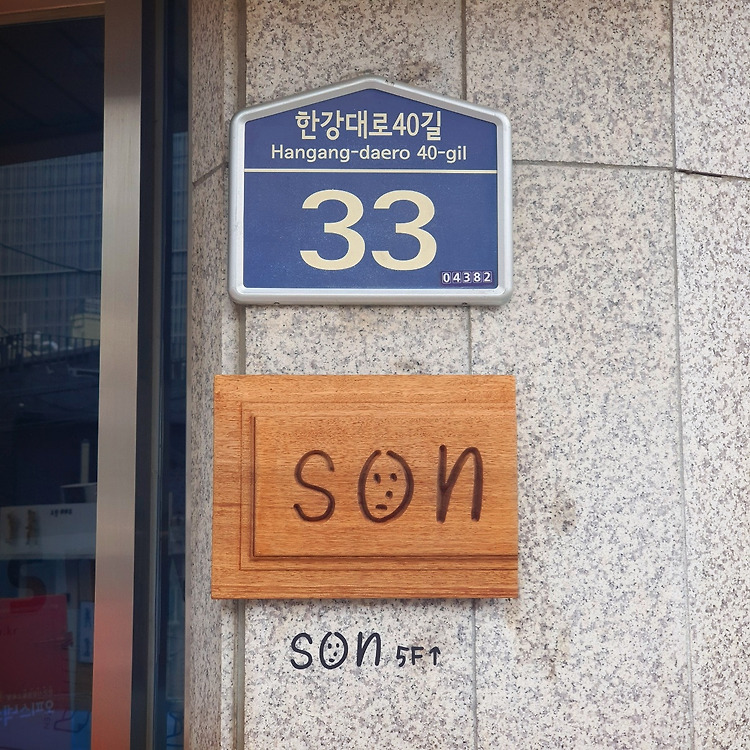 한강대로40길
Hangang-daero 40-gil
33
04382
son
son 5F↑